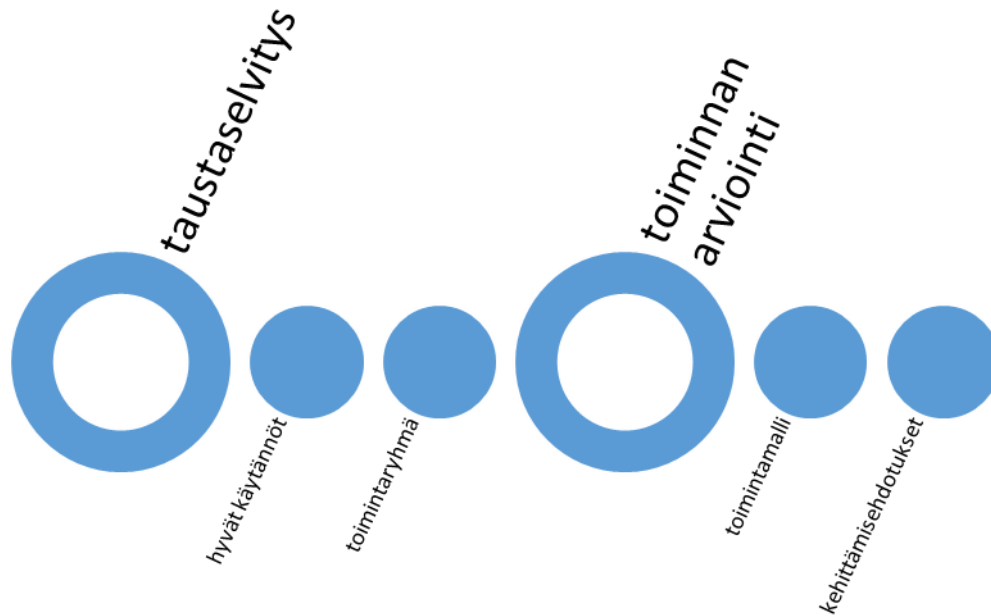 taustaselvitys
hyvät käytännöt
toimintaryhmä
toiminnan
arviointi
toimintamalli
kehittämisehdotukset